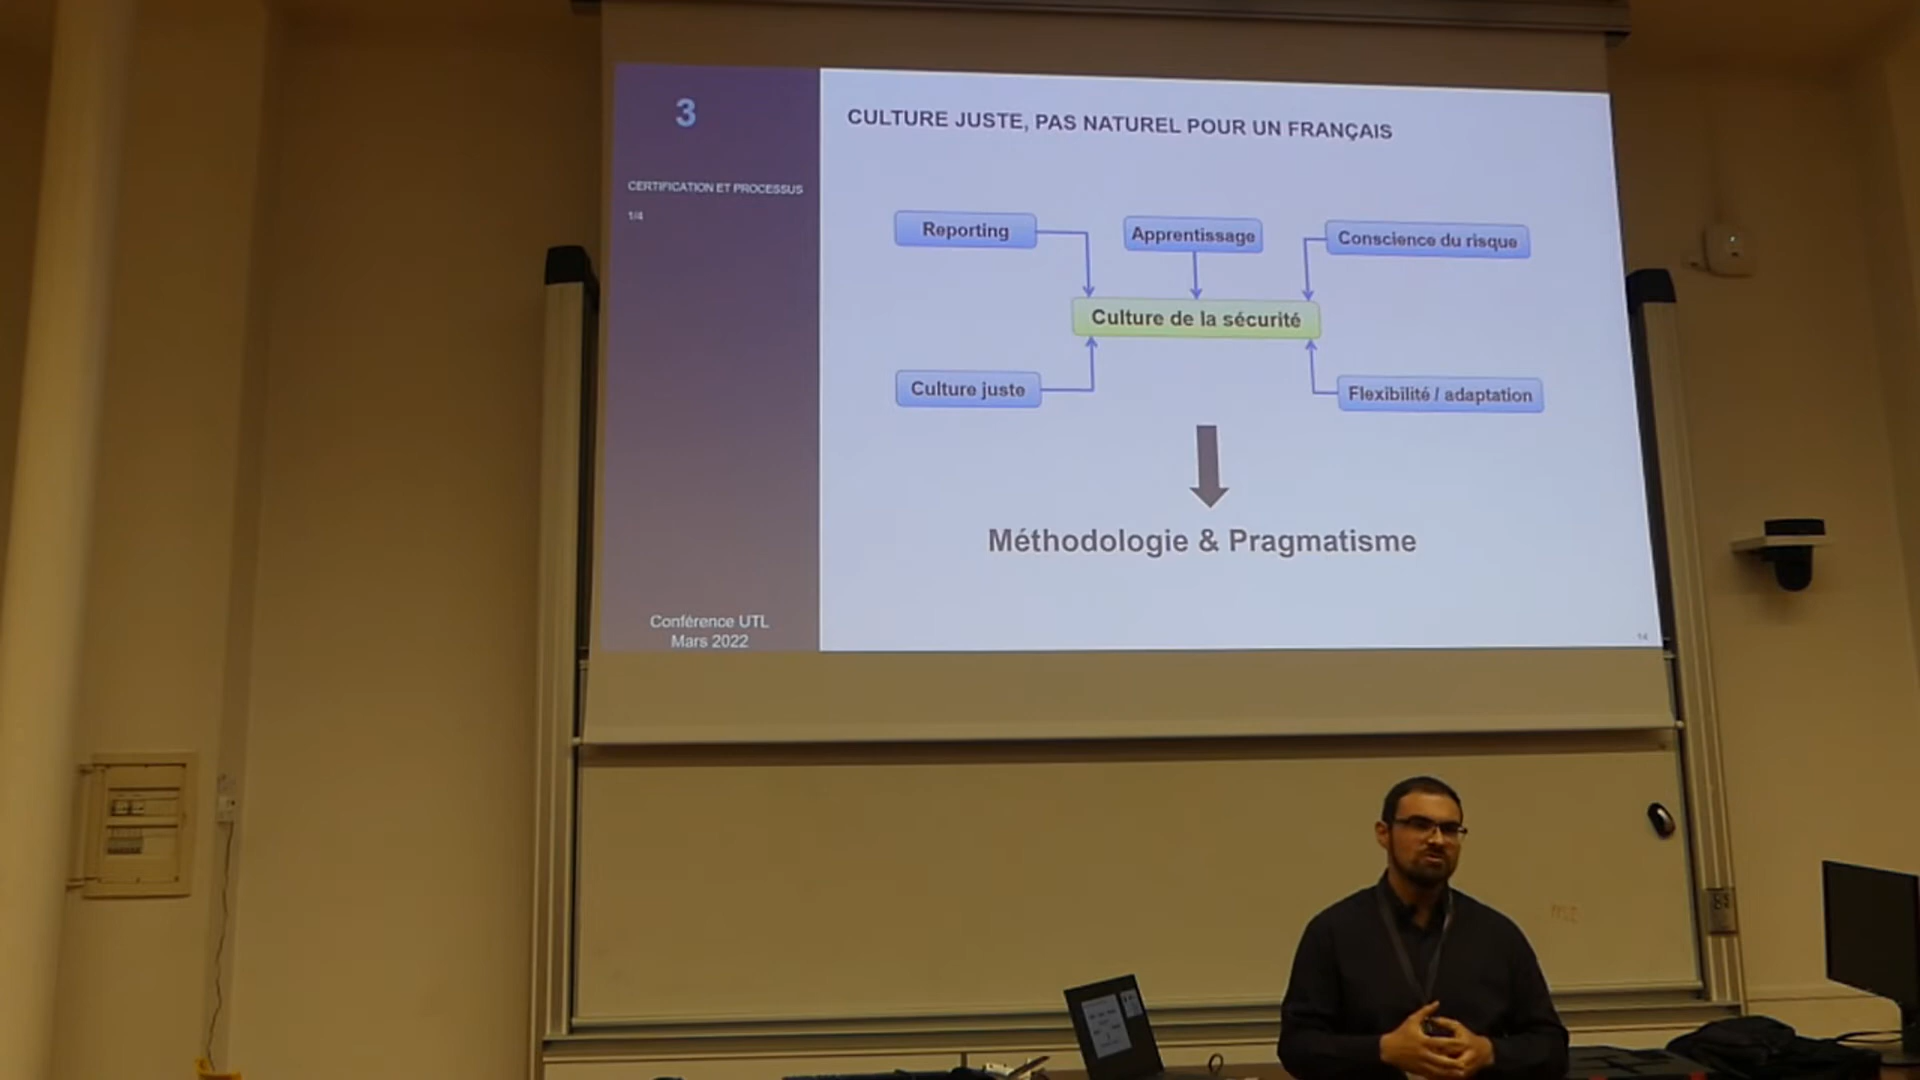 3
CERTIFICATION ET PROCESSUS
1/4
Conférence UTL
Mars 2022
CULTURE JUSTE, PAS NATUREL POUR UN FRANÇAIS
Reporting
Apprentissage
Conscience du risque
Culture de la sécurité
Culture juste
Flexibilité / adaptation
Méthodologie & Pragmatisme
14